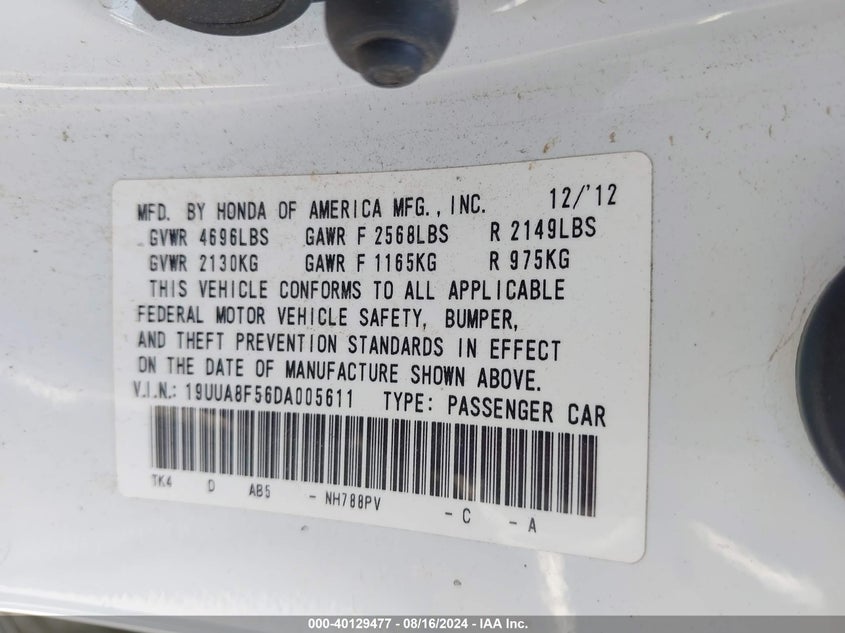 MFD. BY HONDA OF AMERICA MFG., INC. 12/'12
GVWR 4696LBS GAWR F 2568LBS R 2149LBS
GVWR 2130KG GAWR F 1165KG R 975KG
THIS VEHICLE CONFORMS TO ALL APPLICABLE
FEDERAL MOTOR VEHICLE SAFETY, BUMPER,
AND THEFT PREVENTION STANDARDS IN EFFECT
ON THE DATE OF MANUFACTURE SHOWN ABOVE.
V.I.N.: 19UUA8F56DA005611 TYPE: PASSENGER CAR
TK4 D AB5 - NH788PV - C - A
000-40129477 - 08/16/2024 - IAA Inc.